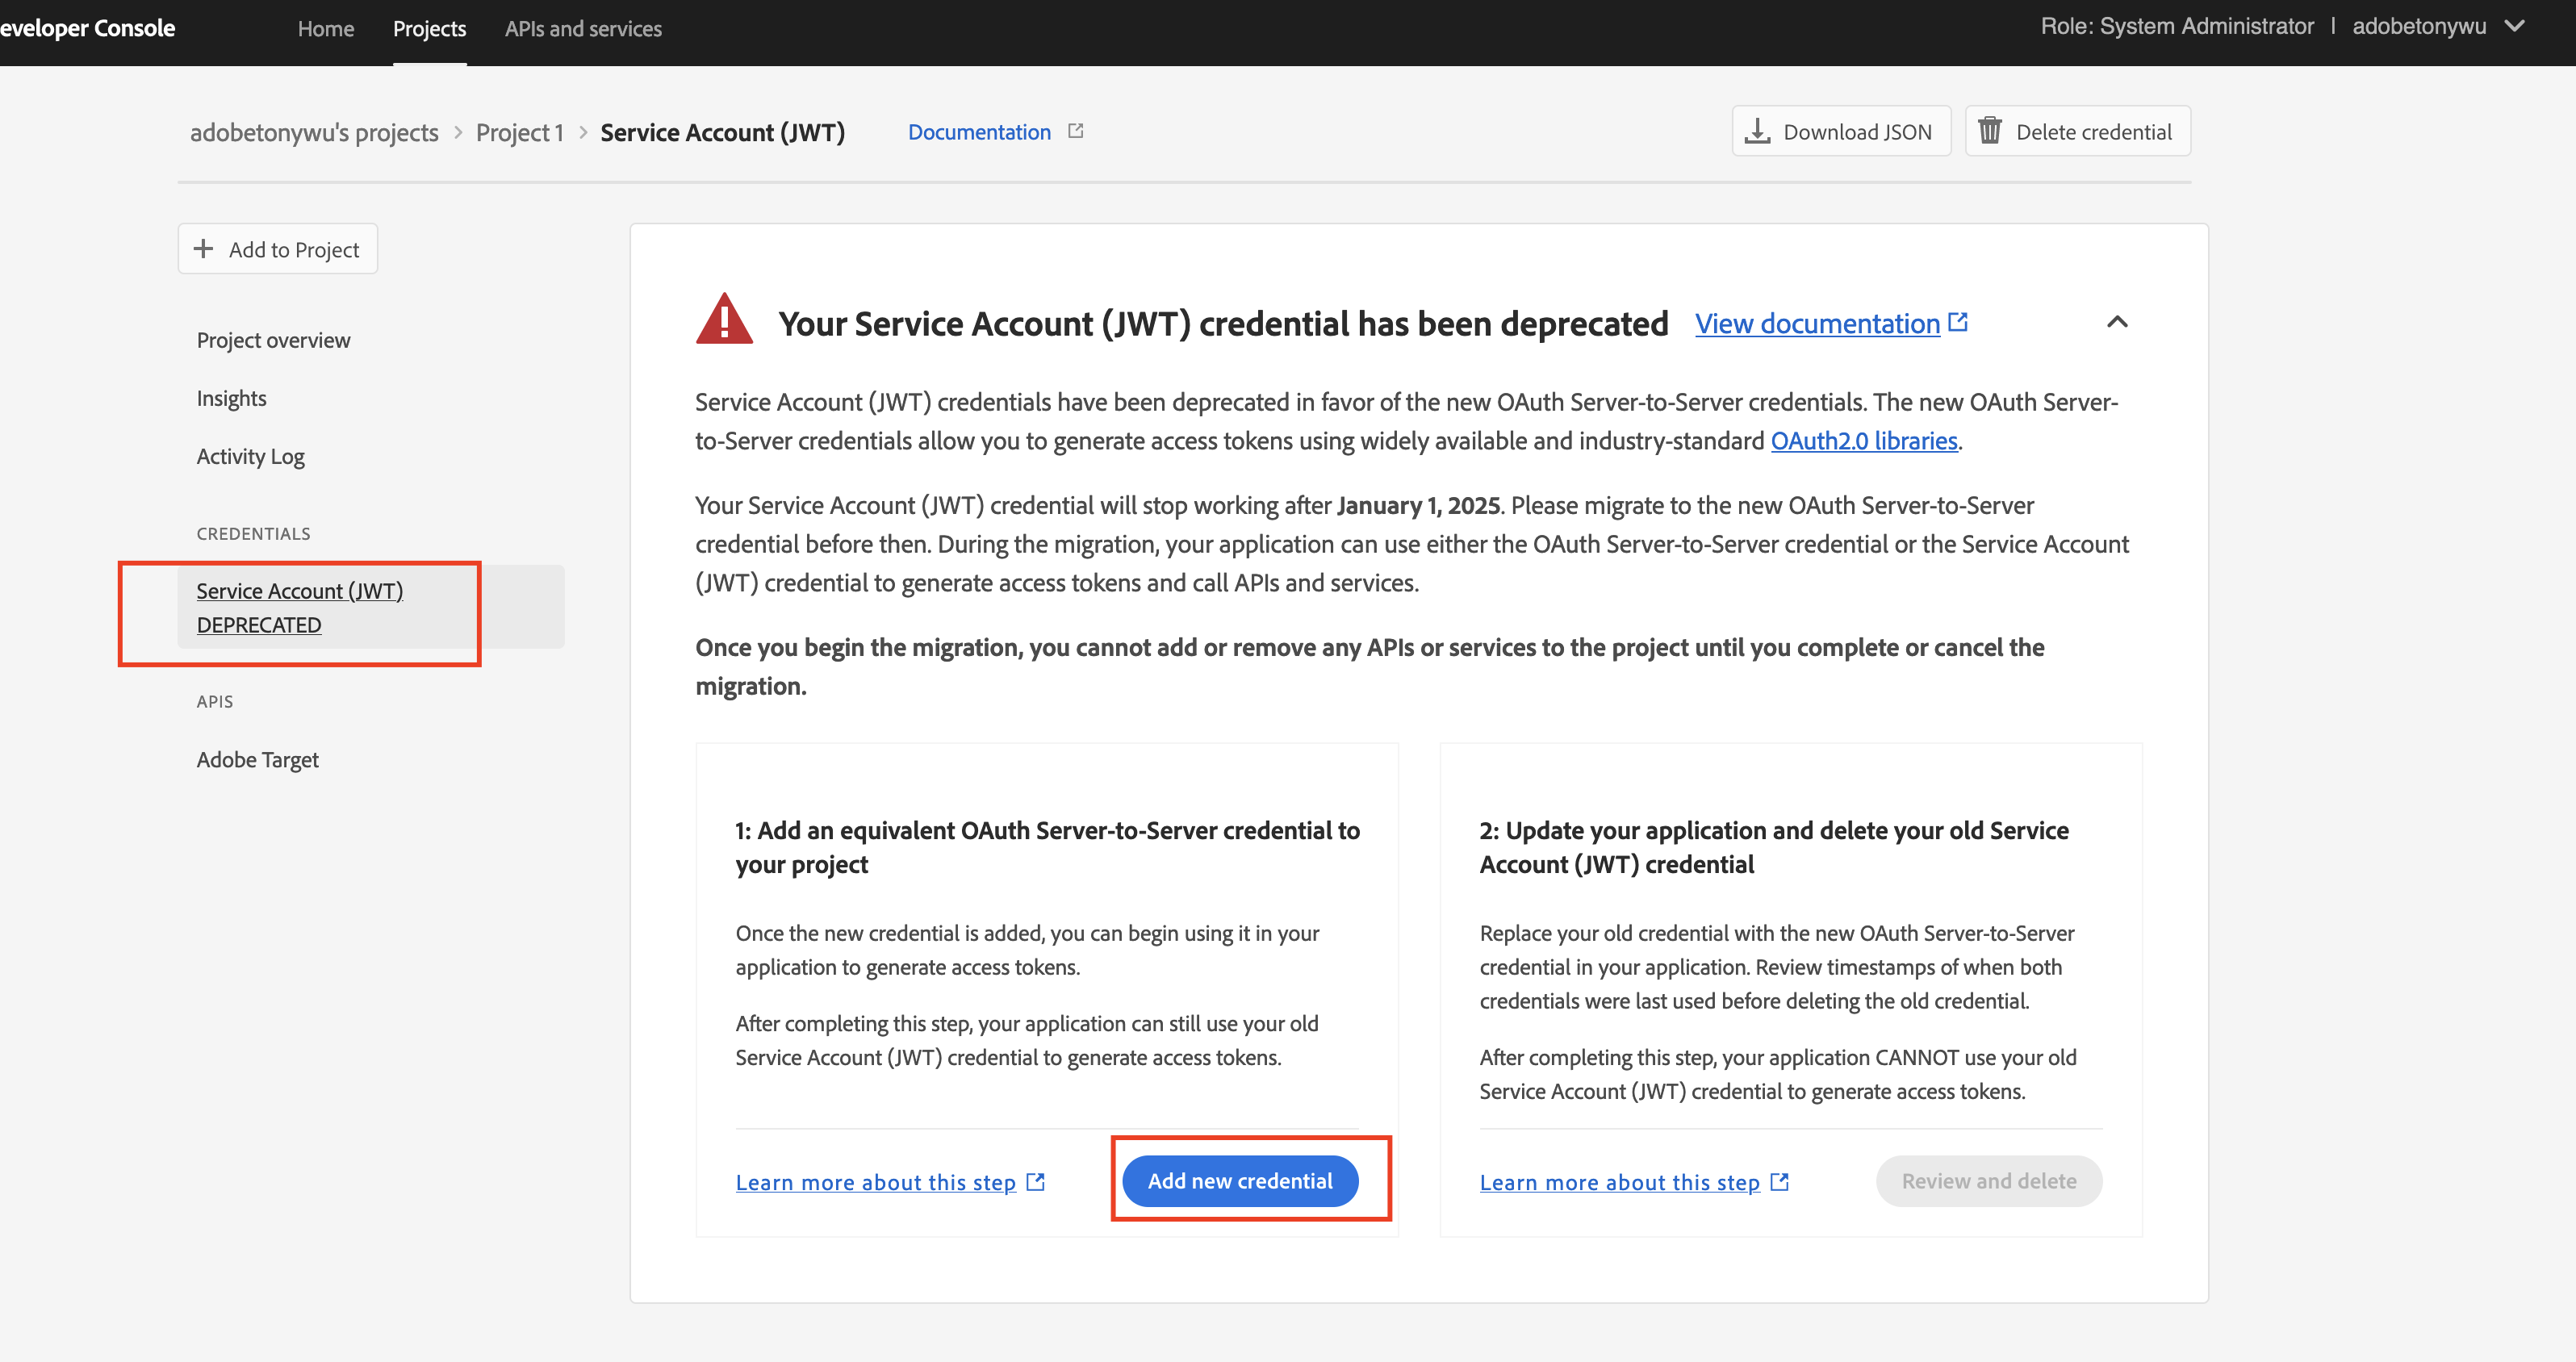 eveloper Console
Home
Projects
APIs and services
Role: System Administrator | adobetonywu
adobetonywu's projects > Project 1 > Service Account (JWT)
Documentation
Download JSON
Delete credential
Add to Project
Project overview
Insights
Activity Log
CREDENTIALS
Service Account (JWT)
DEPRECATED
APIS
Adobe Target
Your Service Account (JWT) credential has been deprecated
View documentation
Service Account (JWT) credentials have been deprecated in favor of the new OAuth Server-to-Server credentials. The new OAuth Server-
to-Server credentials allow you to generate access tokens using widely available and industry-standard OAuth2.0 libraries.
Your Service Account (JWT) credential will stop working after January 1, 2025. Please migrate to the new OAuth Server-to-Server
credential before then. During the migration, your application can use either the OAuth Server-to-Server credential or the Service Account
(JWT) credential to generate access tokens and call APIs and services.
Once you begin the migration, you cannot add or remove any APIs or services to the project until you complete or cancel the
migration.
1: Add an equivalent OAuth Server-to-Server credential to
your project
Once the new credential is added, you can begin using it in your
application to generate access tokens.
After completing this step, your application can still use your old
Service Account (JWT) credential to generate access tokens.
Learn more about this step
Add new credential
2: Update your application and delete your old Service
Account (JWT) credential
Replace your old credential with the new OAuth Server-to-Server
credential in your application. Review timestamps of when both
credentials were last used before deleting the old credential.
After completing this step, your application CANNOT use your old
Service Account (JWT) credential to generate access tokens.
Learn more about this step
Review and delete